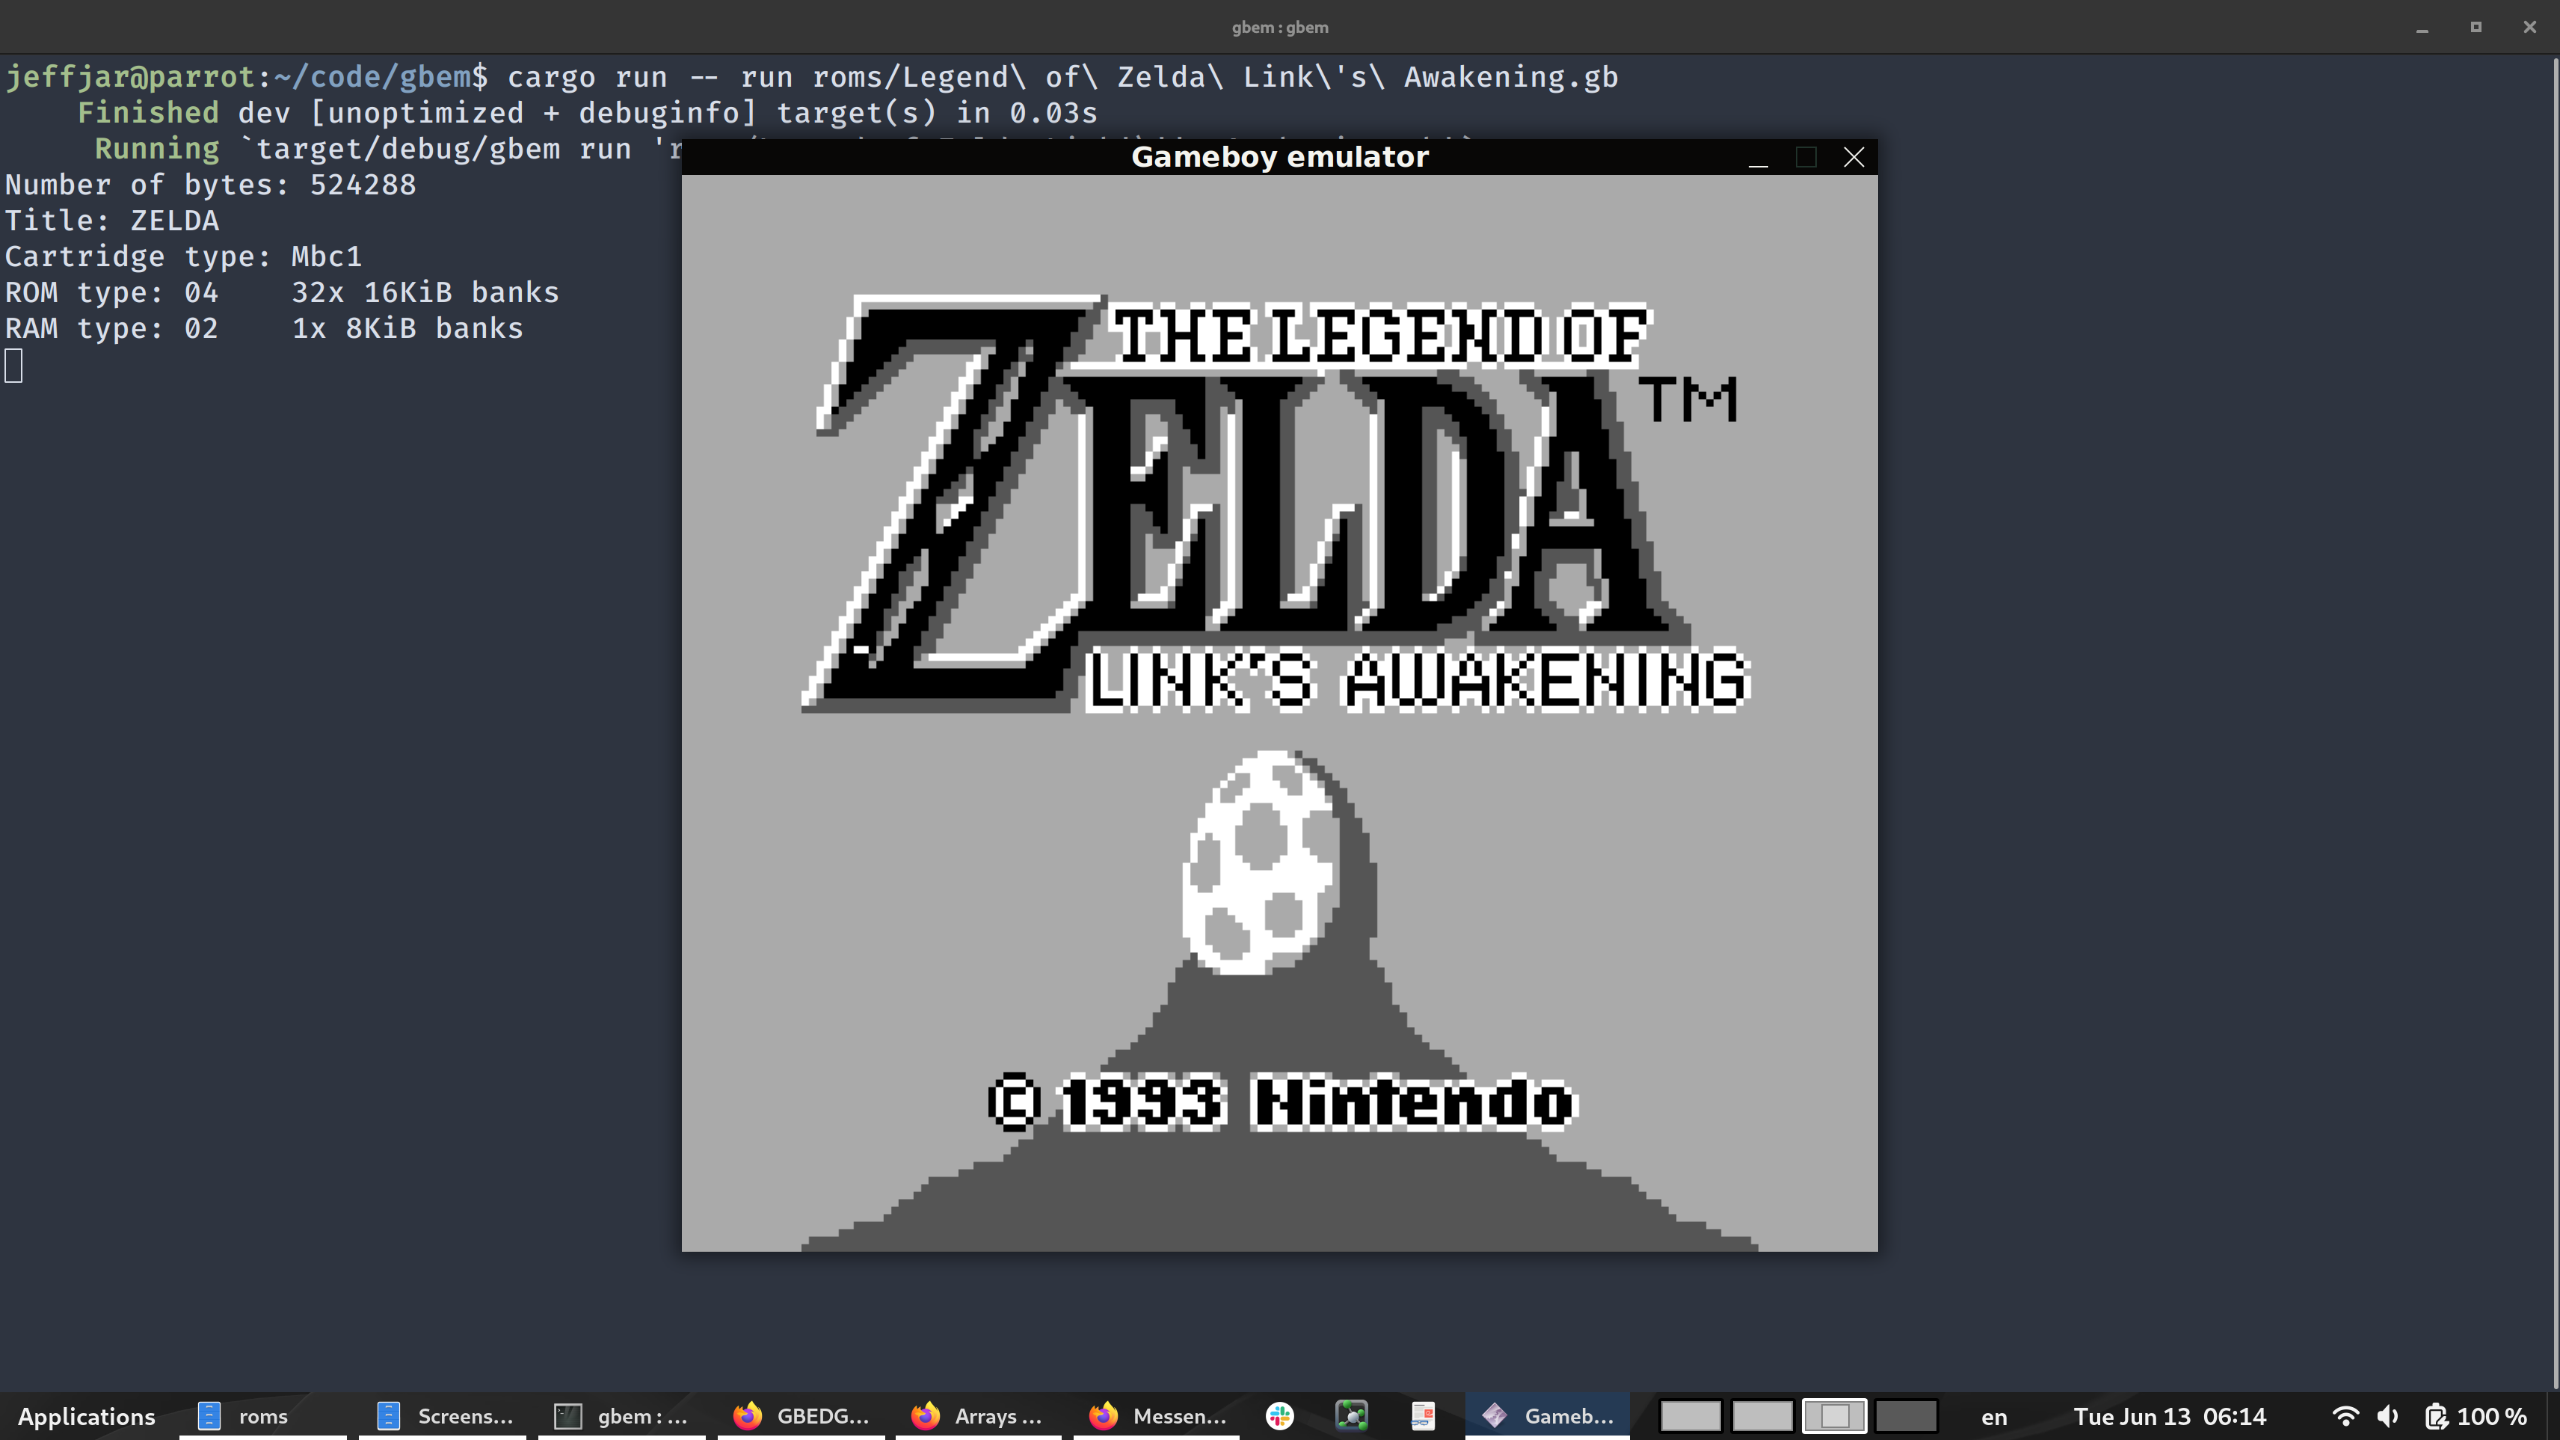 gbem : gbem
jeffjar@parrot:~/code/gbem$ cargo run -- run roms/Legend\ of\ Zelda\ Link\'s\ Awakening.gb
Finished dev [unoptimized + debuginfo] target(s) in 0.03s
Running `target/debug/gbem run 'r
Number of bytes: 524288
Title: ZELDA
Cartridge type: Mbc1
ROM type: 04    32x 16KiB banks
RAM type: 02    1x 8KiB banks
Gameboy emulator
THE LEGEND OF
ZELDA TM
LINK'S AWAKENING
© 1993 Nintendo
Applications roms Screens... gbem : ... GBEDG... Arrays ... Messen... Gameb... en Tue Jun 13 06:14 100 %